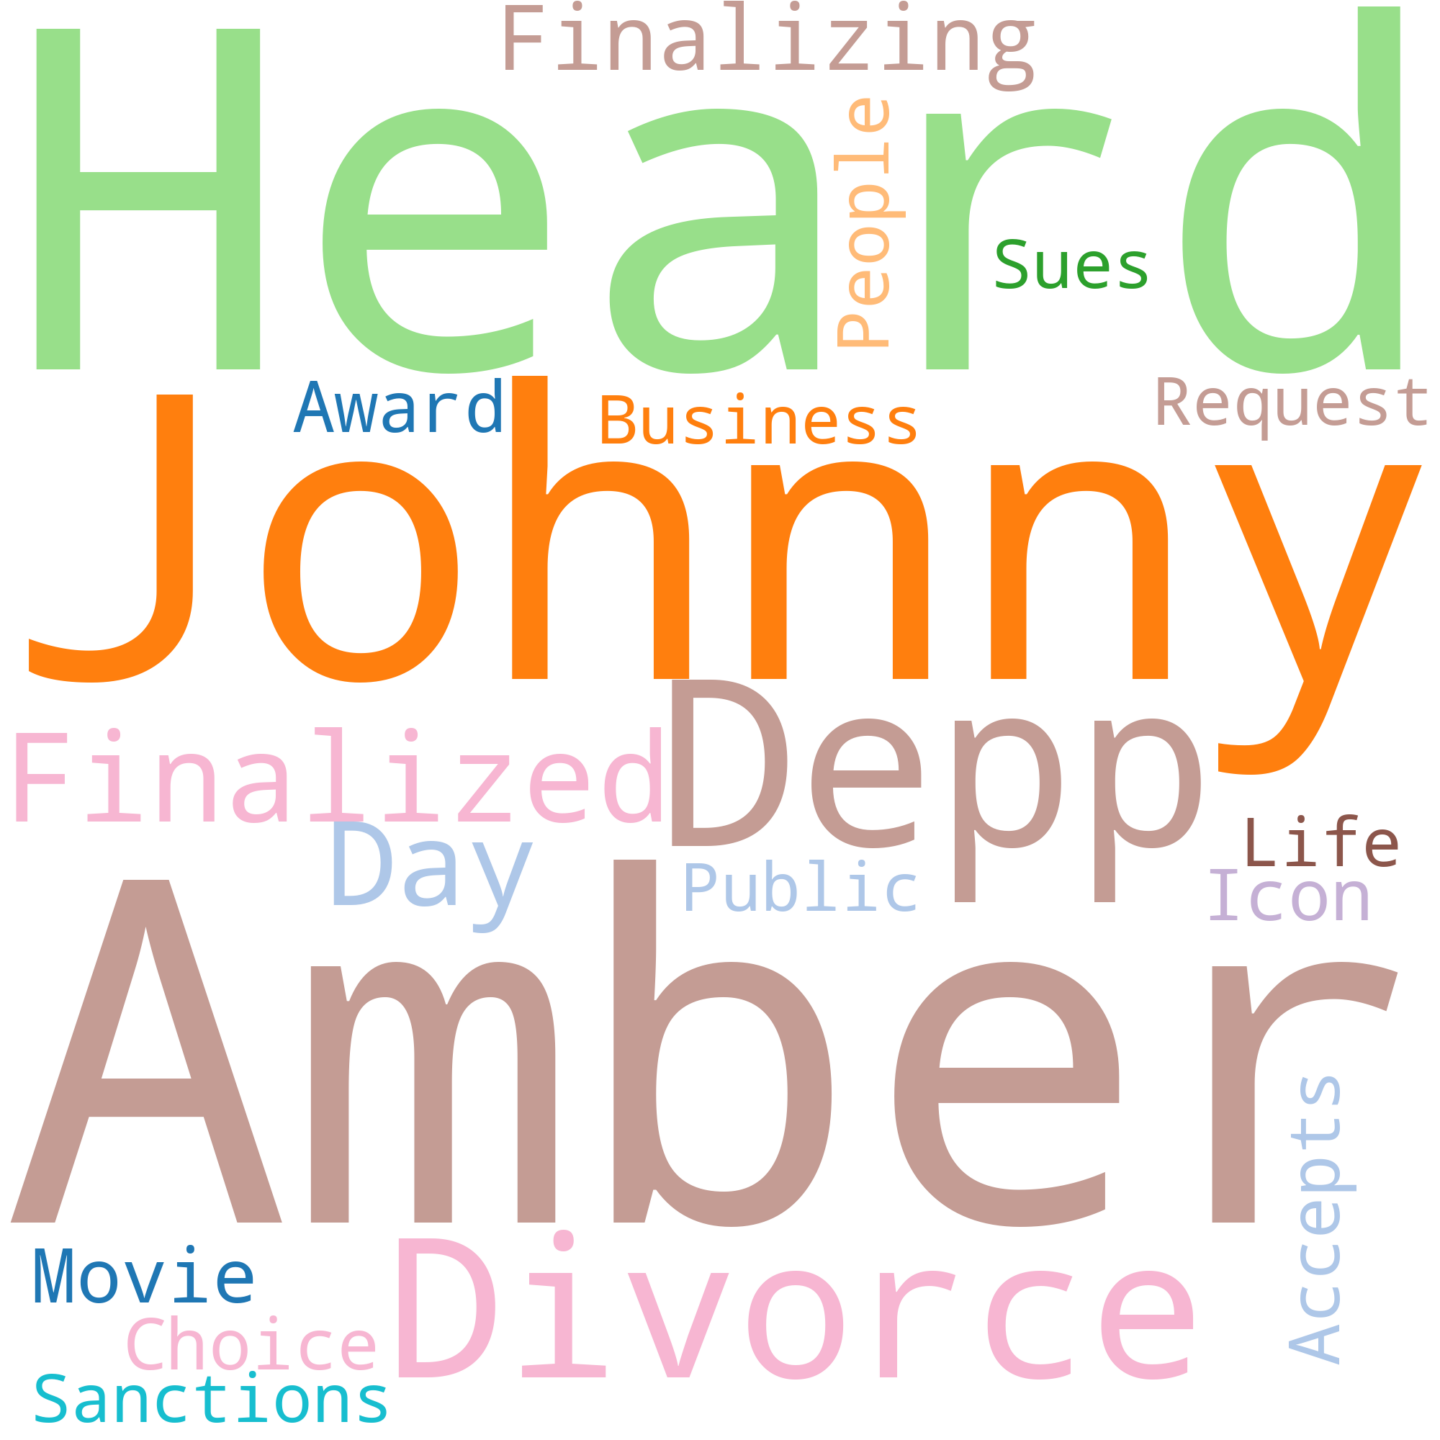 Finalizing
Heard
People
Sues
Award
Business
Request
Johnny
Depp
Finalized
Life
Day
Public
Icon
Amber
Accepts
Divorce
Movie
Choice
Sanctions